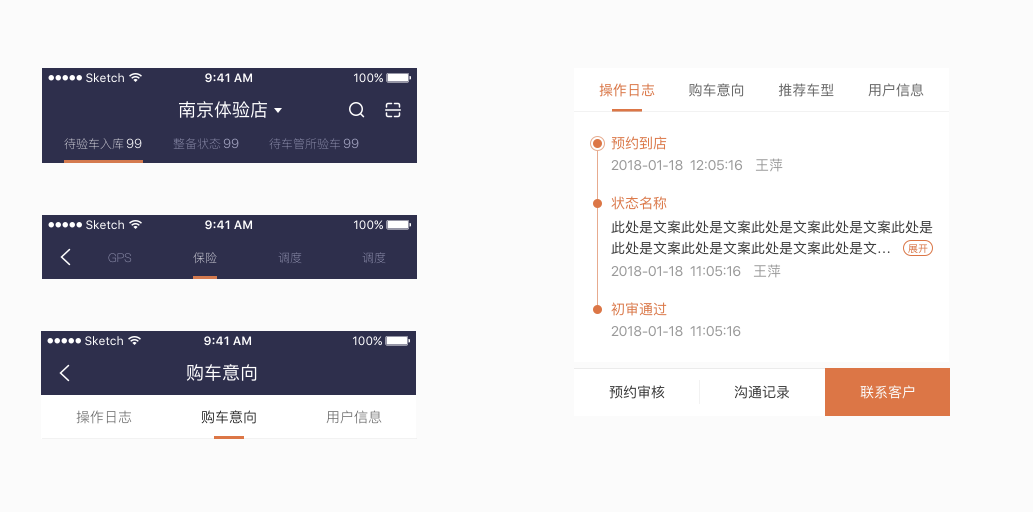 Sketch 9:41 AM 100%
南京体验店
待验车入库 99 整备状态 99 待车管所验车 99
Sketch 9:41 AM 100%
GPS 保险 调度 调度
Sketch 9:41 AM 100%
购车意向
操作日志 购车意向 用户信息
操作日志 购车意向 推荐车型 用户信息
预约到店
2018-01-18 12:05:16 王萍
状态名称
此处是文案此处是文案此处是文案此处是文案此处是
此处是文案此处是文案此处是文案此处是文... 展开
2018-01-18 11:05:16 王萍
初审通过
2018-01-18 11:05:16
预约审核 沟通记录 联系客户